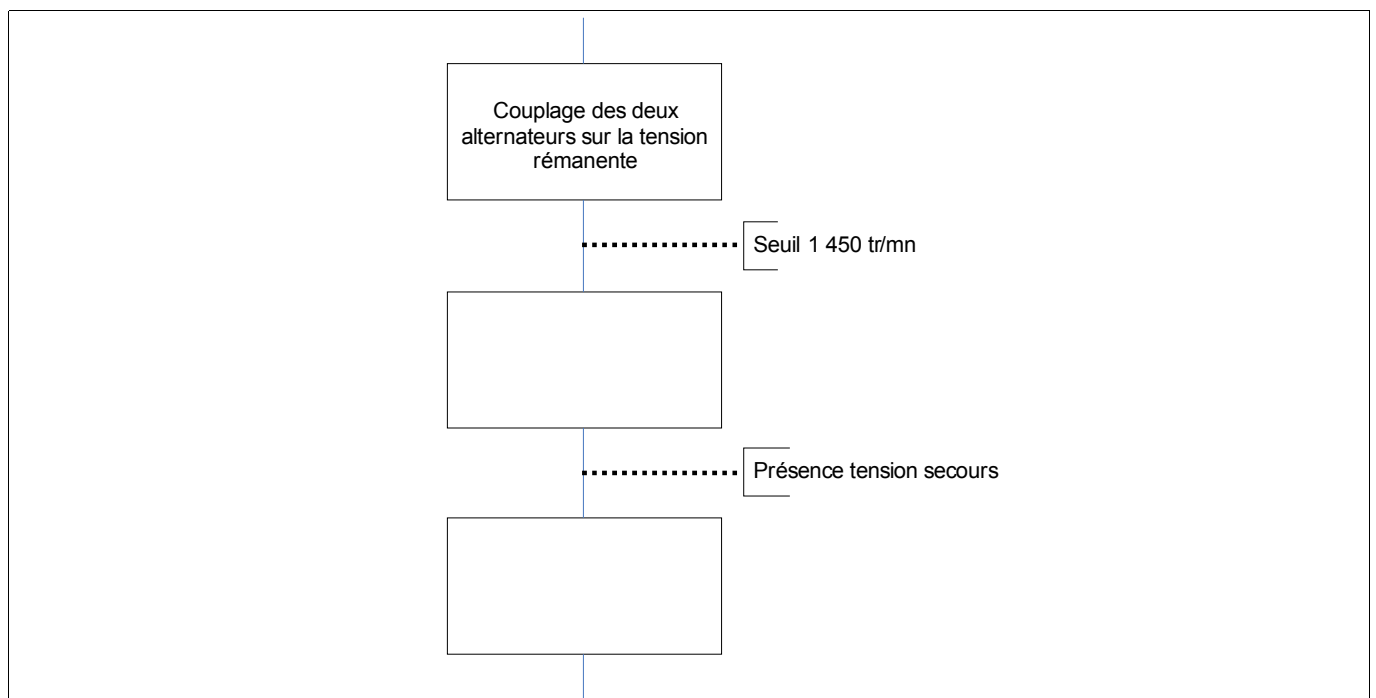 Couplage des deux
alternateurs sur la tension
rémanente
Seuil 1 450 tr/mn
Présence tension secours